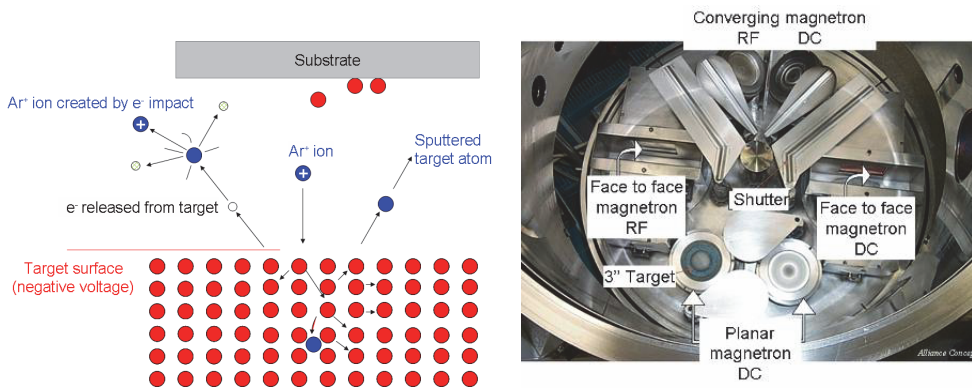 Substrate
Ar⁺ ion created by e⁻ impact
Ar⁺ ion
Sputtered
target atom
e⁻ released from target
Target surface
(negative voltage)
Converging magnetron
RF DC
Face to face
magnetron
RF
Shutter
Face to face
magnetron
DC
3" Target
Planar
magnetron
DC
Alliance